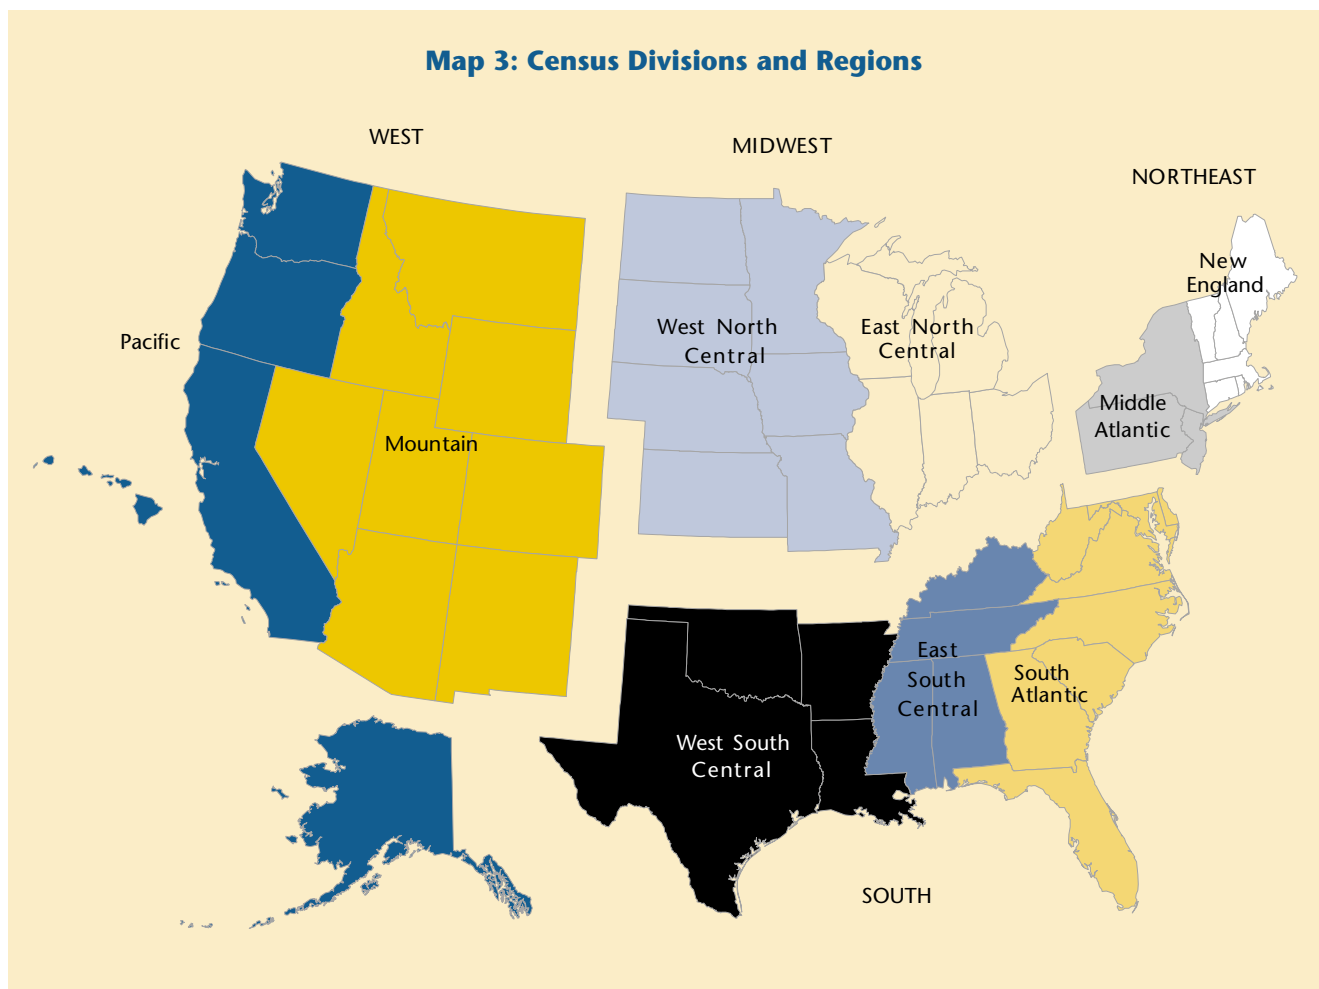 Map 3: Census Divisions and Regions
WEST
MIDWEST
NORTHEAST
New
England
Pacific
West North
Central
East North
Central
Middle
Atlantic
Mountain
East
South
Central
South
Atlantic
West South
Central
SOUTH